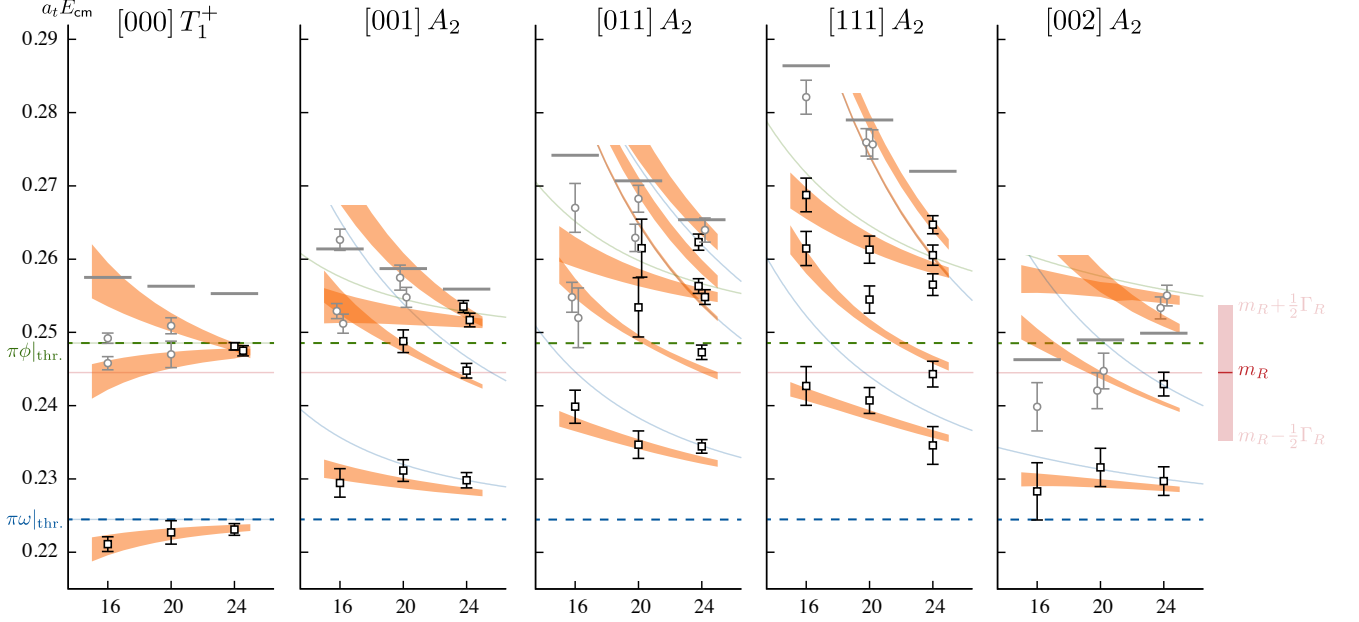 a_t E_cm
[000] T_1^+
[001] A_2
[011] A_2
[111] A_2
[002] A_2
0.29
0.28
0.27
0.26
0.25
πϕ|thr.
0.24
0.23
πω|thr.
0.22
m_R + ½Γ_R
m_R
m_R − ½Γ_R
16 20 24
16 20 24
16 20 24
16 20 24
16 20 24